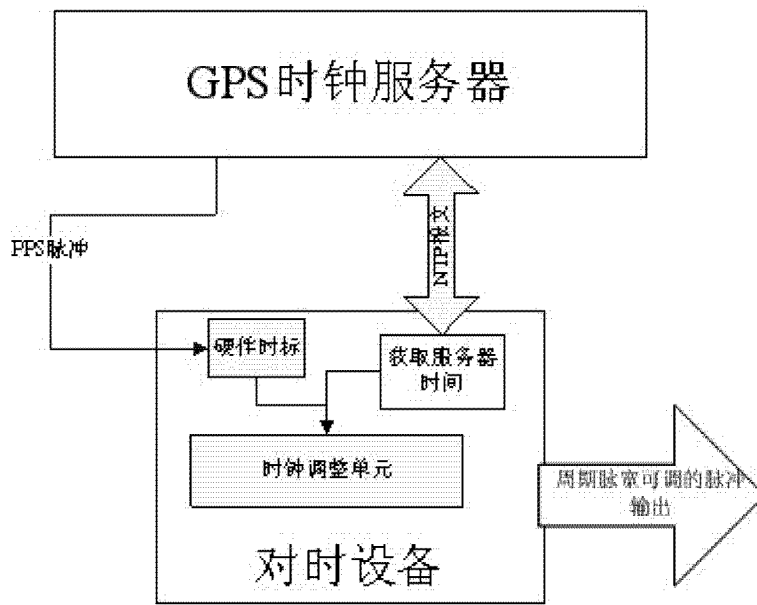 GPS时钟服务器
PPS脉冲
NTP报文
硬件时标
获取服务器
时间
时钟调整单元
周期脉宽可调的脉冲
输出
对时设备